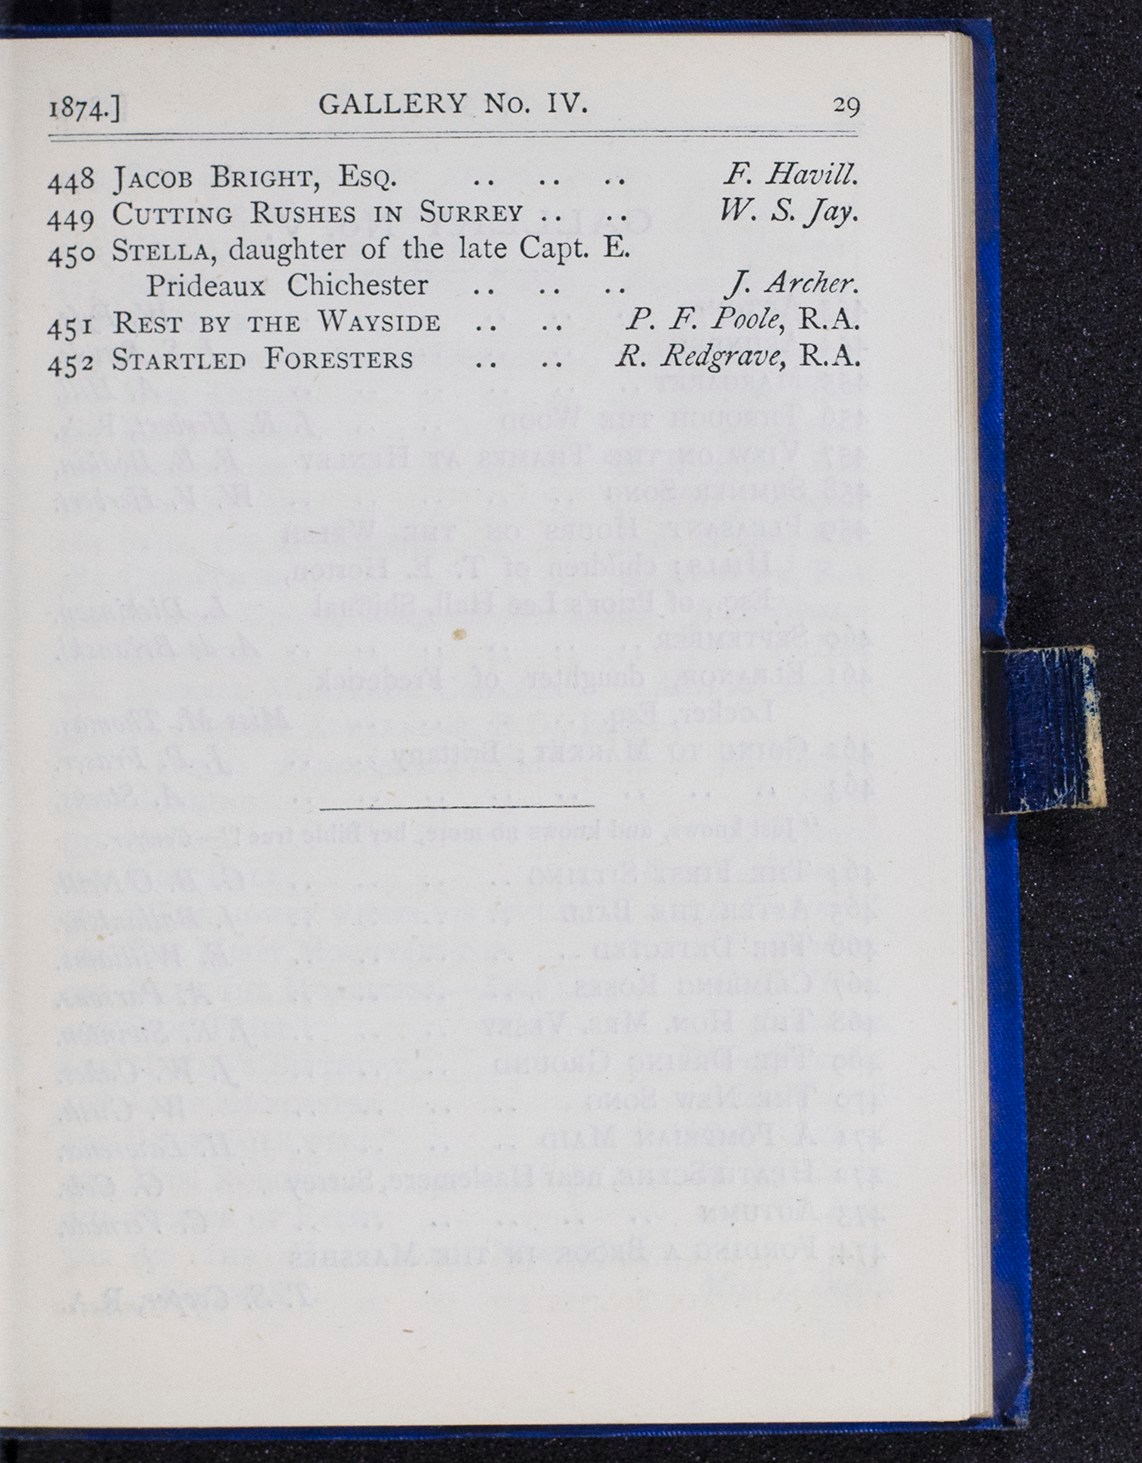 1874.] GALLERY No. IV. 29
448 JACOB BRIGHT, ESQ. .. .. .. F. Havill.
449 CUTTING RUSHES IN SURREY .. .. W. S. Jay.
450 STELLA, daughter of the late Capt. E.
Prideaux Chichester .. .. .. J. Archer.
451 REST BY THE WAYSIDE .. .. P. F. Poole, R.A.
452 STARTLED FORESTERS .. .. R. Redgrave, R.A.